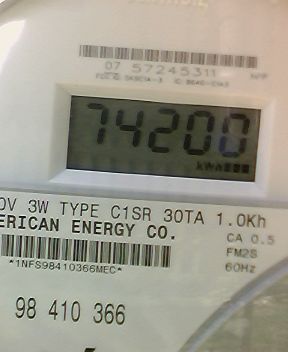 07 57245311
74200
kWh
0V 3W TYPE C1SR 30TA 1.0Kh
ERICAN ENERGY CO.
CA 0.5
*1NFS98410366MEC*
FM2S
60Hz
98 410 366